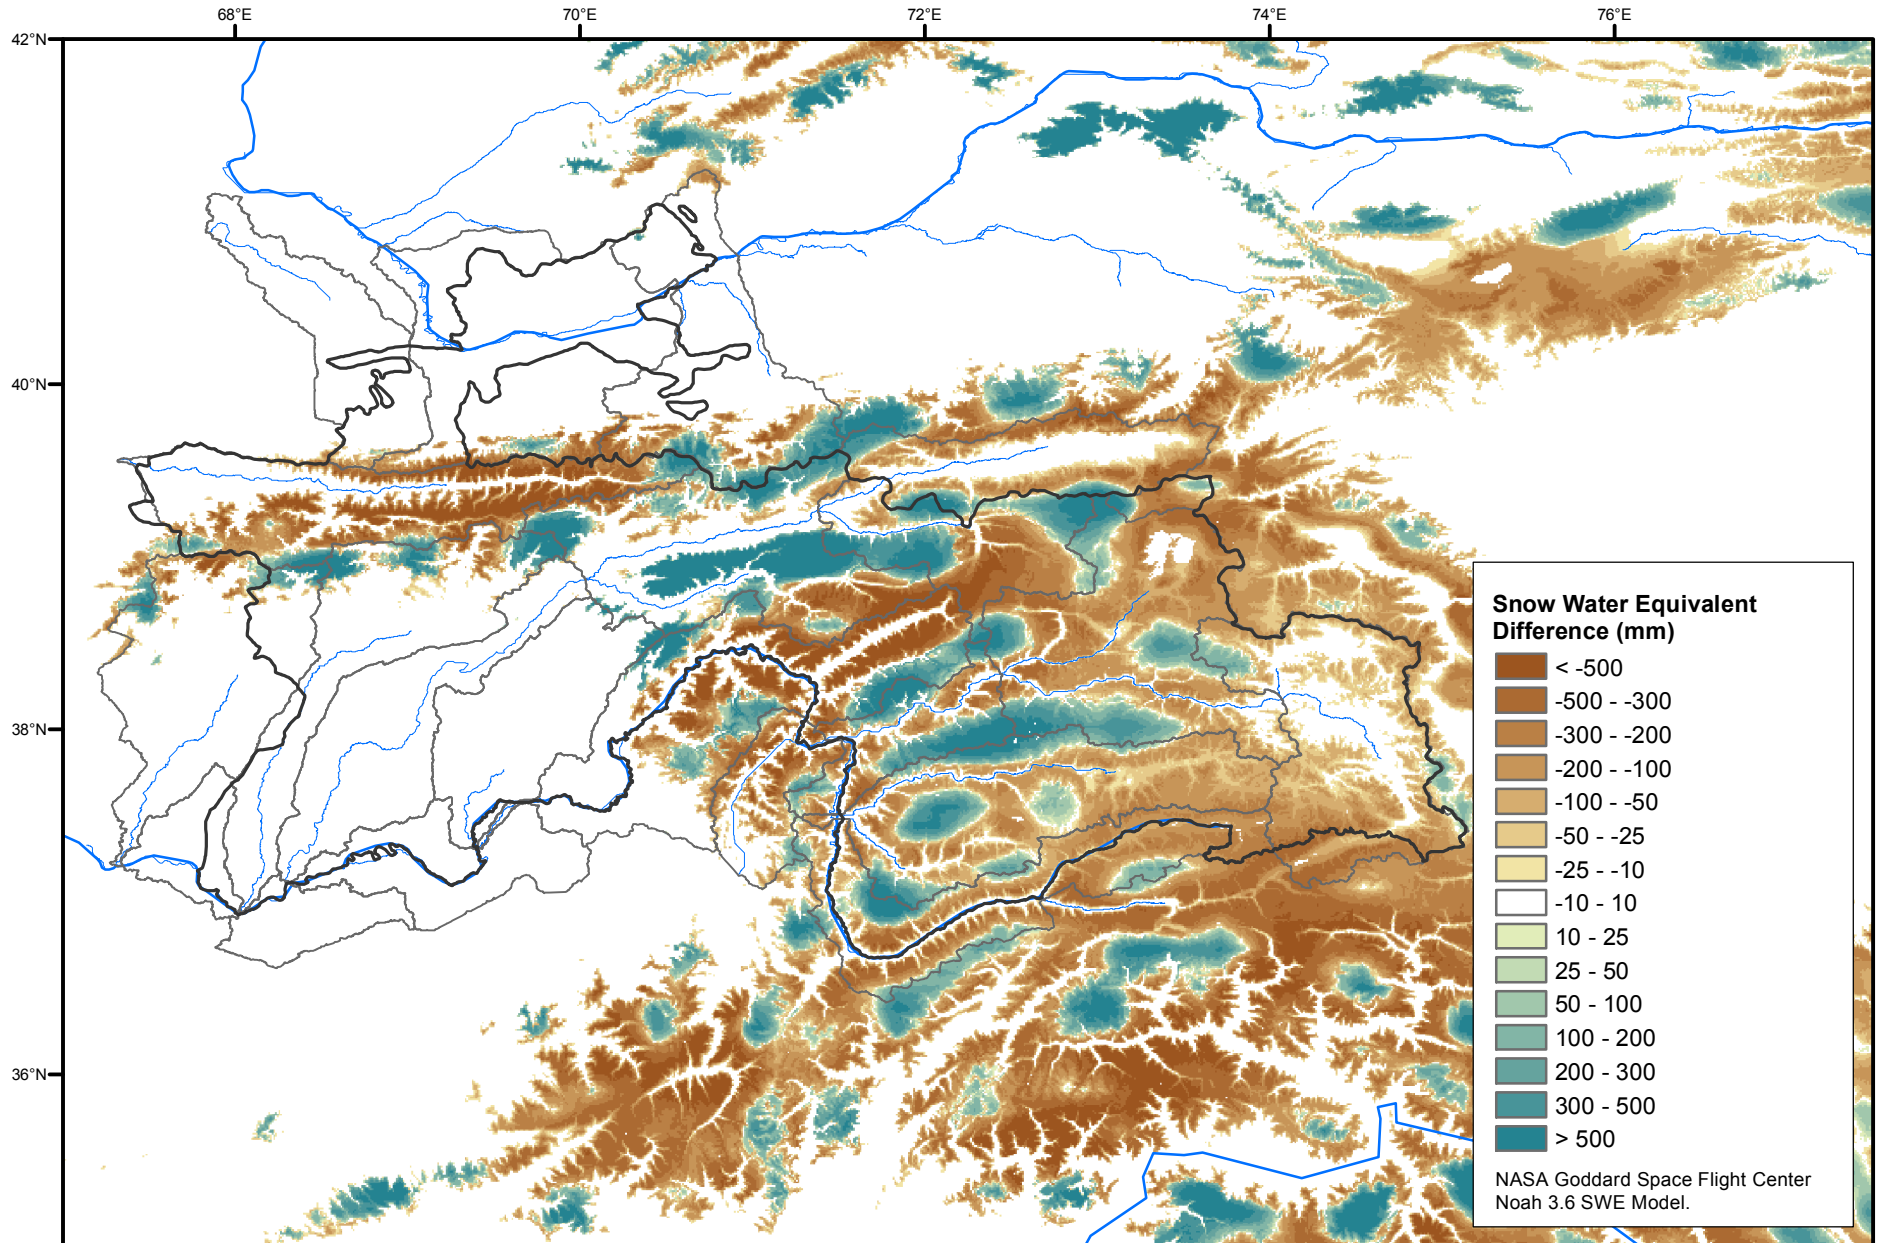 68°E
70°E
72°E
74°E
76°E
42°N
40°N
38°N
36°N
Snow Water Equivalent
Difference (mm)
< -500
-500 - -300
-300 - -200
-200 - -100
-100 - -50
-50 - -25
-25 - -10
-10 - 10
10 - 25
25 - 50
50 - 100
100 - 200
200 - 300
300 - 500
> 500
NASA Goddard Space Flight Center
Noah 3.6 SWE Model.